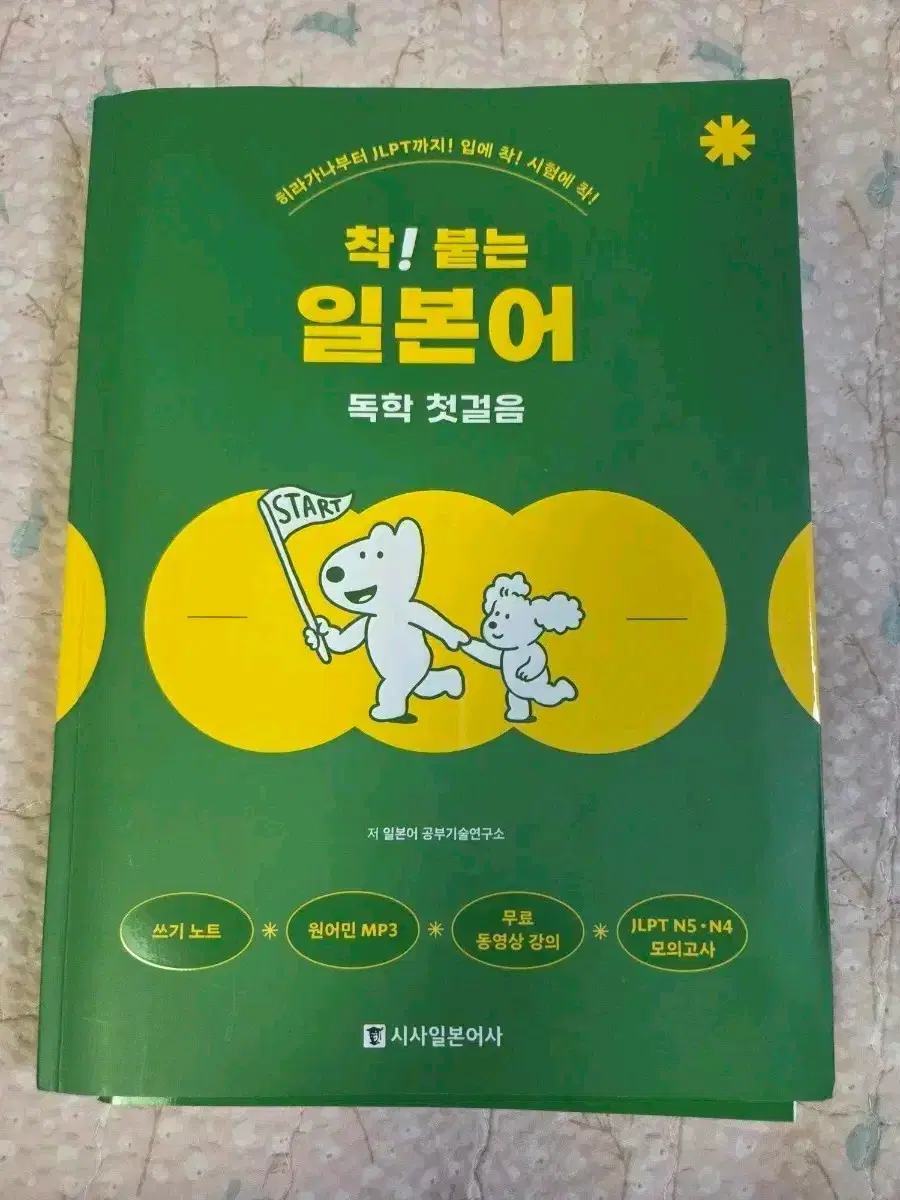 히라가나부터 JLPT까지! 입에 착! 시험에 착!
착! 붙는
일본어
독학 첫걸음
START
저 일본어 공부기술연구소
쓰기 노트
원어민 MP3
무료
동영상 강의
JLPT N5·N4
모의고사
시사일본어사